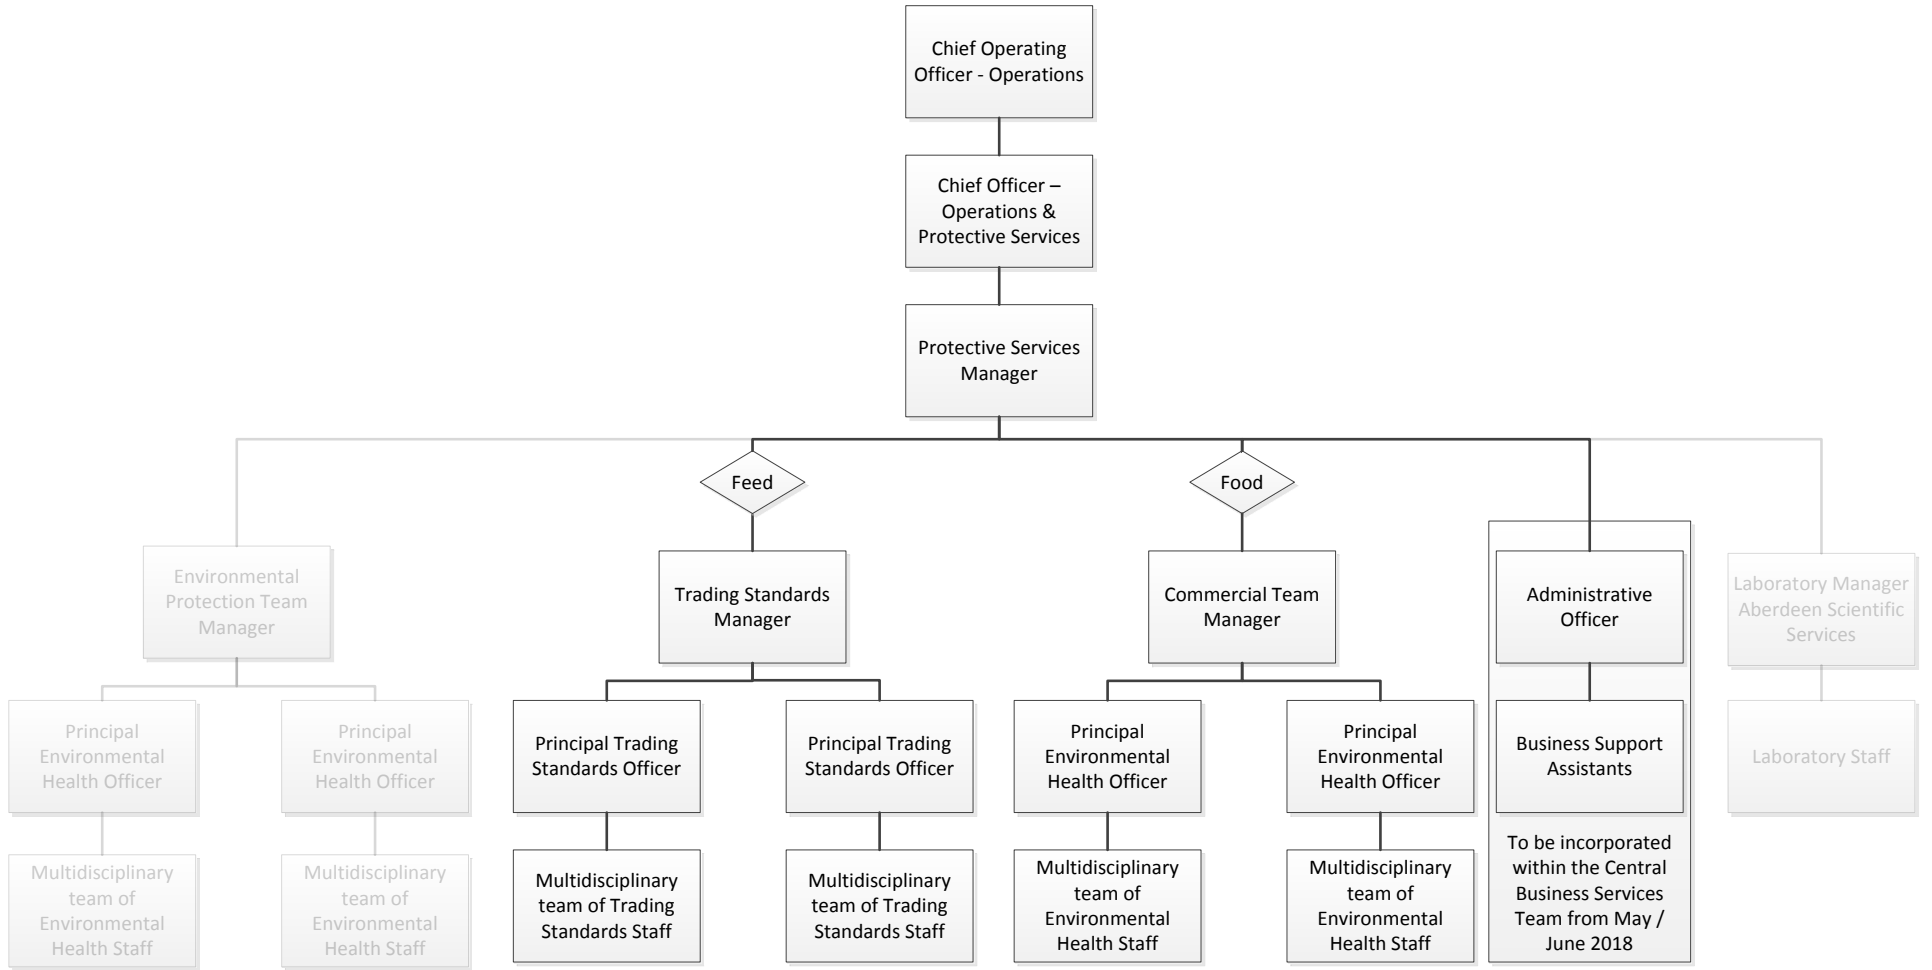 Chief Operating
Officer - Operations
Chief Officer –
Operations &
Protective Services
Protective Services
Manager
Feed
Food
Environmental
Protection Team
Manager
Trading Standards
Manager
Commercial Team
Manager
Administrative
Officer
Laboratory Manager
Aberdeen Scientific
Services
Principal
Environmental
Health Officer
Principal
Environmental
Health Officer
Principal Trading
Standards Officer
Principal Trading
Standards Officer
Principal
Environmental
Health Officer
Principal
Environmental
Health Officer
Business Support
Assistants
Laboratory Staff
Multidisciplinary
team of
Environmental
Health Staff
Multidisciplinary
team of
Environmental
Health Staff
Multidisciplinary
team of Trading
Standards Staff
Multidisciplinary
team of Trading
Standards Staff
Multidisciplinary
team of
Environmental
Health Staff
Multidisciplinary
team of
Environmental
Health Staff
To be incorporated
within the Central
Business Services
Team from May /
June 2018